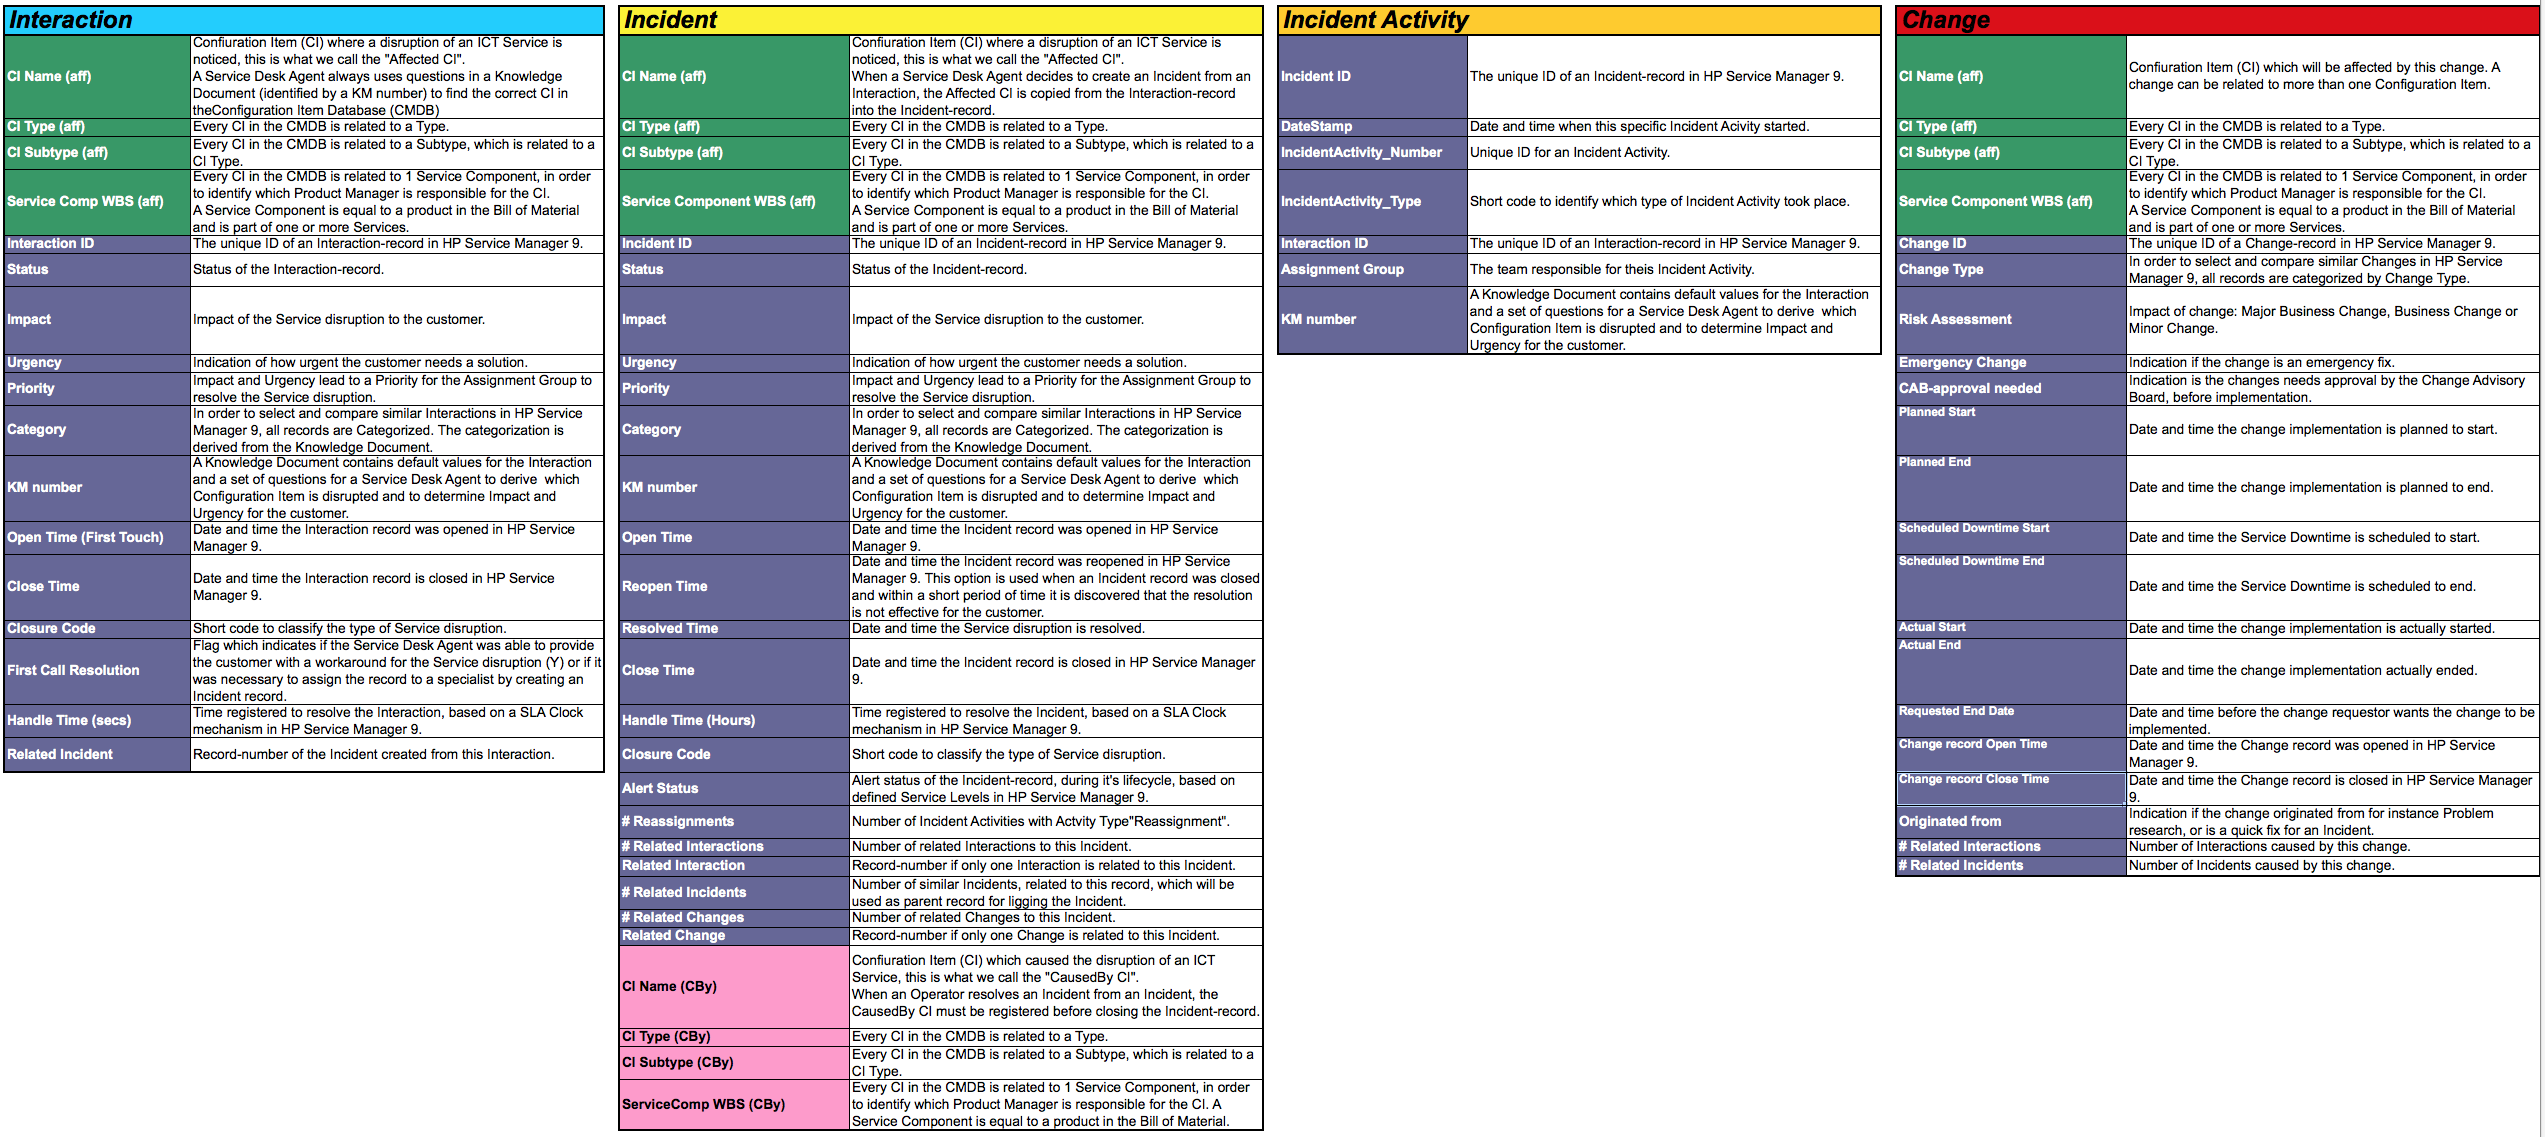 Interaction
CI Name (aff)
Confiuration Item (CI) where a disruption of an ICT Service is
noticed, this is what we call the "Affected CI".
A Service Desk Agent always uses questions in a Knowledge
Document (identified by a KM number) to find the correct CI in
theConfiguration Item Database (CMDB)
CI Type (aff)
Every CI in the CMDB is related to a Type.
CI Subtype (aff)
Every CI in the CMDB is related to a Subtype, which is related to a
CI Type.
Service Comp WBS (aff)
Every CI in the CMDB is related to 1 Service Component, in order
to identify which Product Manager is responsible for the CI.
A Service Component is equal to a product in the Bill of Material
and is part of one or more Services.
Interaction ID
The unique ID of an Interaction-record in HP Service Manager 9.
Status
Status of the Interaction-record.
Impact
Impact of the Service disruption to the customer.
Urgency
Indication of how urgent the customer needs a solution.
Priority
Impact and Urgency lead to a Priority for the Assignment Group to
resolve the Service disruption.
Category
In order to select and compare similar Interactions in HP Service
Manager 9, all records are Categorized. The categorization is
derived from the Knowledge Document.
KM number
A Knowledge Document contains default values for the Interaction
and a set of questions for a Service Desk Agent to derive  which
Configuration Item is disrupted and to determine Impact and
Urgency for the customer.
Open Time (First Touch)
Date and time the Interaction record was opened in HP Service
Manager 9.
Close Time
Date and time the Interaction record is closed in HP Service
Manager 9.
Closure Code
Short code to classify the type of Service disruption.
First Call Resolution
Flag which indicates if the Service Desk Agent was able to provide
the customer with a workaround for the Service disruption (Y) or if it
was necessary to assign the record to a specialist by creating an
Incident record.
Handle Time (secs)
Time registered to resolve the Interaction, based on a SLA Clock
mechanism in HP Service Manager 9.
Related Incident
Record-number of the Incident created from this Interaction.
Incident
CI Name (aff)
Confiuration Item (CI) where a disruption of an ICT Service is
noticed, this is what we call the "Affected CI".
When a Service Desk Agent decides to create an Incident from an
Interaction, the Affected CI is copied from the Interaction-record
into the Incident-record.
CI Type (aff)
Every CI in the CMDB is related to a Type.
CI Subtype (aff)
Every CI in the CMDB is related to a Subtype, which is related to a
CI Type.
Service Component WBS (aff)
Every CI in the CMDB is related to 1 Service Component, in order
to identify which Product Manager is responsible for the CI.
A Service Component is equal to a product in the Bill of Material
and is part of one or more Services.
Incident ID
The unique ID of an Incident-record in HP Service Manager 9.
Status
Status of the Incident-record.
Impact
Impact of the Service disruption to the customer.
Urgency
Indication of how urgent the customer needs a solution.
Priority
Impact and Urgency lead to a Priority for the Assignment Group to
resolve the Service disruption.
Category
In order to select and compare similar Interactions in HP Service
Manager 9, all records are Categorized. The categorization is
derived from the Knowledge Document.
KM number
A Knowledge Document contains default values for the Interaction
and a set of questions for a Service Desk Agent to derive  which
Configuration Item is disrupted and to determine Impact and
Urgency for the customer.
Open Time
Date and time the Incident record was opened in HP Service
Manager 9.
Reopen Time
Date and time the Incident record was reopened in HP Service
Manager 9. This option is used when an Incident record was closed
and within a short period of time it is discovered that the resolution
is not effective for the customer.
Resolved Time
Date and time the Service disruption is resolved.
Close Time
Date and time the Incident record is closed in HP Service Manager
9.
Handle Time (Hours)
Time registered to resolve the Incident, based on a SLA Clock
mechanism in HP Service Manager 9.
Closure Code
Short code to classify the type of Service disruption.
Alert Status
Alert status of the Incident-record, during it's lifecycle, based on
defined Service Levels in HP Service Manager 9.
# Reassignments
Number of Incident Activities with Actvity Type"Reassignment".
# Related Interactions
Number of related Interactions to this Incident.
Related Interaction
Record-number if only one Interaction is related to this Incident.
# Related Incidents
Number of similar Incidents, related to this record, which will be
used as parent record for ligging the Incident.
# Related Changes
Number of related Changes to this Incident.
Related Change
Record-number if only one Change is related to this Incident.
CI Name (CBy)
Confiuration Item (CI) which caused the disruption of an ICT
Service, this is what we call the "CausedBy CI".
When an Operator resolves an Incident from an Incident, the
CausedBy CI must be registered before closing the Incident-record.
CI Type (CBy)
Every CI in the CMDB is related to a Type.
CI Subtype (CBy)
Every CI in the CMDB is related to a Subtype, which is related to a
CI Type.
ServiceComp WBS (CBy)
Every CI in the CMDB is related to 1 Service Component, in order
to identify which Product Manager is responsible for the CI. A
Service Component is equal to a product in the Bill of Material.
Incident Activity
Incident ID
The unique ID of an Incident-record in HP Service Manager 9.
DateStamp
Date and time when this specific Incident Acivity started.
IncidentActivity_Number
Unique ID for an Incident Activity.
IncidentActivity_Type
Short code to identify which type of Incident Activity took place.
Interaction ID
The unique ID of an Interaction-record in HP Service Manager 9.
Assignment Group
The team responsible for theis Incident Activity.
KM number
A Knowledge Document contains default values for the Interaction
and a set of questions for a Service Desk Agent to derive  which
Configuration Item is disrupted and to determine Impact and
Urgency for the customer.
Change
CI Name (aff)
Confiuration Item (CI) which will be affected by this change. A
change can be related to more than one Configuration Item.
CI Type (aff)
Every CI in the CMDB is related to a Type.
CI Subtype (aff)
Every CI in the CMDB is related to a Subtype, which is related to a
CI Type.
Service Component WBS (aff)
Every CI in the CMDB is related to 1 Service Component, in order
to identify which Product Manager is responsible for the CI.
A Service Component is equal to a product in the Bill of Material
and is part of one or more Services.
Change ID
The unique ID of a Change-record in HP Service Manager 9.
Change Type
In order to select and compare similar Changes in HP Service
Manager 9, all records are categorized by Change Type.
Risk Assessment
Impact of change: Major Business Change, Business Change or
Minor Change.
Emergency Change
Indication if the change is an emergency fix.
CAB-approval needed
Indication is the changes needs approval by the Change Advisory
Board, before implementation.
Planned Start
Date and time the change implementation is planned to start.
Planned End
Date and time the change implementation is planned to end.
Scheduled Downtime Start
Date and time the Service Downtime is scheduled to start.
Scheduled Downtime End
Date and time the Service Downtime is scheduled to end.
Actual Start
Date and time the change implementation is actually started.
Actual End
Date and time the change implementation actually ended.
Requested End Date
Date and time before the change requestor wants the change to be
implemented.
Change record Open Time
Date and time the Change record was opened in HP Service
Manager 9.
Change record Close Time
Date and time the Change record is closed in HP Service Manager
9.
Originated from
Indication if the change originated from for instance Problem
research, or is a quick fix for an Incident.
# Related Interactions
Number of Interactions caused by this change.
# Related Incidents
Number of Incidents caused by this change.